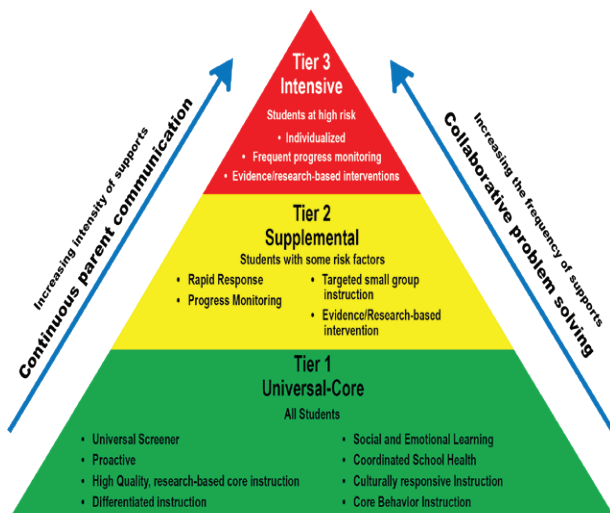 Tier 3
Intensive
Students at high risk
• Individualized
• Frequent progress monitoring
• Evidence/research-based interventions
Increasing intensity of supports
Continuous parent communication
Increasing the frequency of supports
Collaborative problem solving
Tier 2
Supplemental
Students with some risk factors
• Rapid Response
• Progress Monitoring
• Targeted small group
instruction
• Evidence/Research-based
intervention
Tier 1
Universal-Core
All Students
• Universal Screener
• Proactive
• High Quality, research-based core instruction
• Differentiated instruction
• Social and Emotional Learning
• Coordinated School Health
• Culturally responsive Instruction
• Core Behavior Instruction